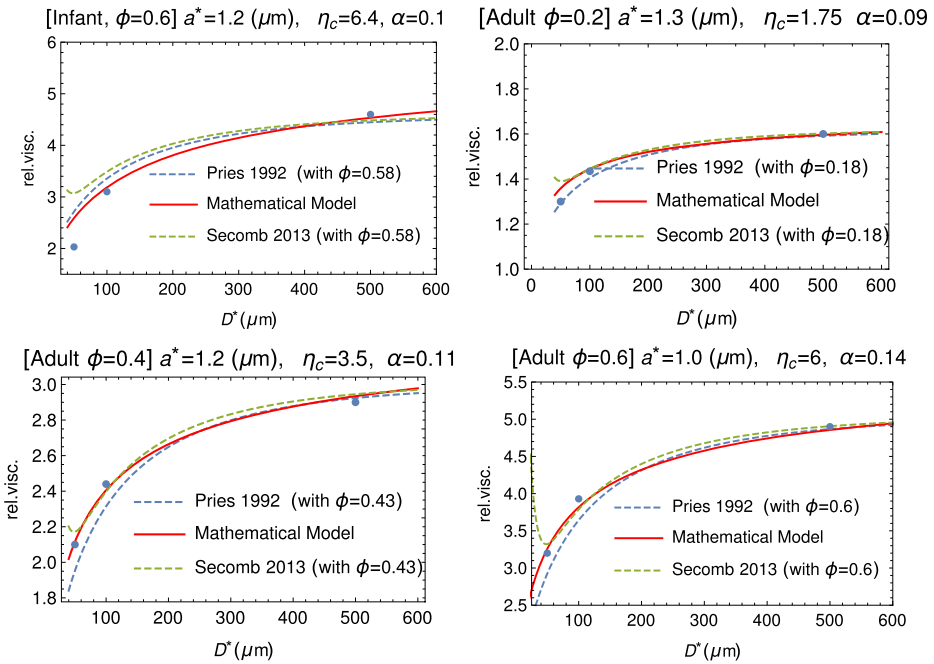 [Infant, ϕ=0.6] a*=1.2 (μm), ηc=6.4, α=0.1
6
5
4
3
2
rel.visc.
Pries 1992 (with ϕ=0.58)
Mathematical Model
Secomb 2013 (with ϕ=0.58)
100 200 300 400 500 600
D*(μm)
[Adult ϕ=0.2] a*=1.3 (μm), ηc=1.75 α=0.09
2.0
1.8
1.6
1.4
1.2
1.0
rel.visc.
Pries 1992 (with ϕ=0.18)
Mathematical Model
Secomb 2013 (with ϕ=0.18)
0 100 200 300 400 500 600
D*(μm)
[Adult ϕ=0.4] a*=1.2 (μm), ηc=3.5, α=0.11
3.0
2.8
2.6
2.4
2.2
2.0
1.8
rel.visc.
Pries 1992 (with ϕ=0.43)
Mathematical Model
Secomb 2013 (with ϕ=0.43)
100 200 300 400 500 600
D*(μm)
[Adult ϕ=0.6] a*=1.0 (μm), ηc=6, α=0.14
5.5
5.0
4.5
4.0
3.5
3.0
2.5
rel.visc.
Pries 1992 (with ϕ=0.6)
Mathematical Model
Secomb 2013 (with ϕ=0.6)
100 200 300 400 500 600
D*(μm)